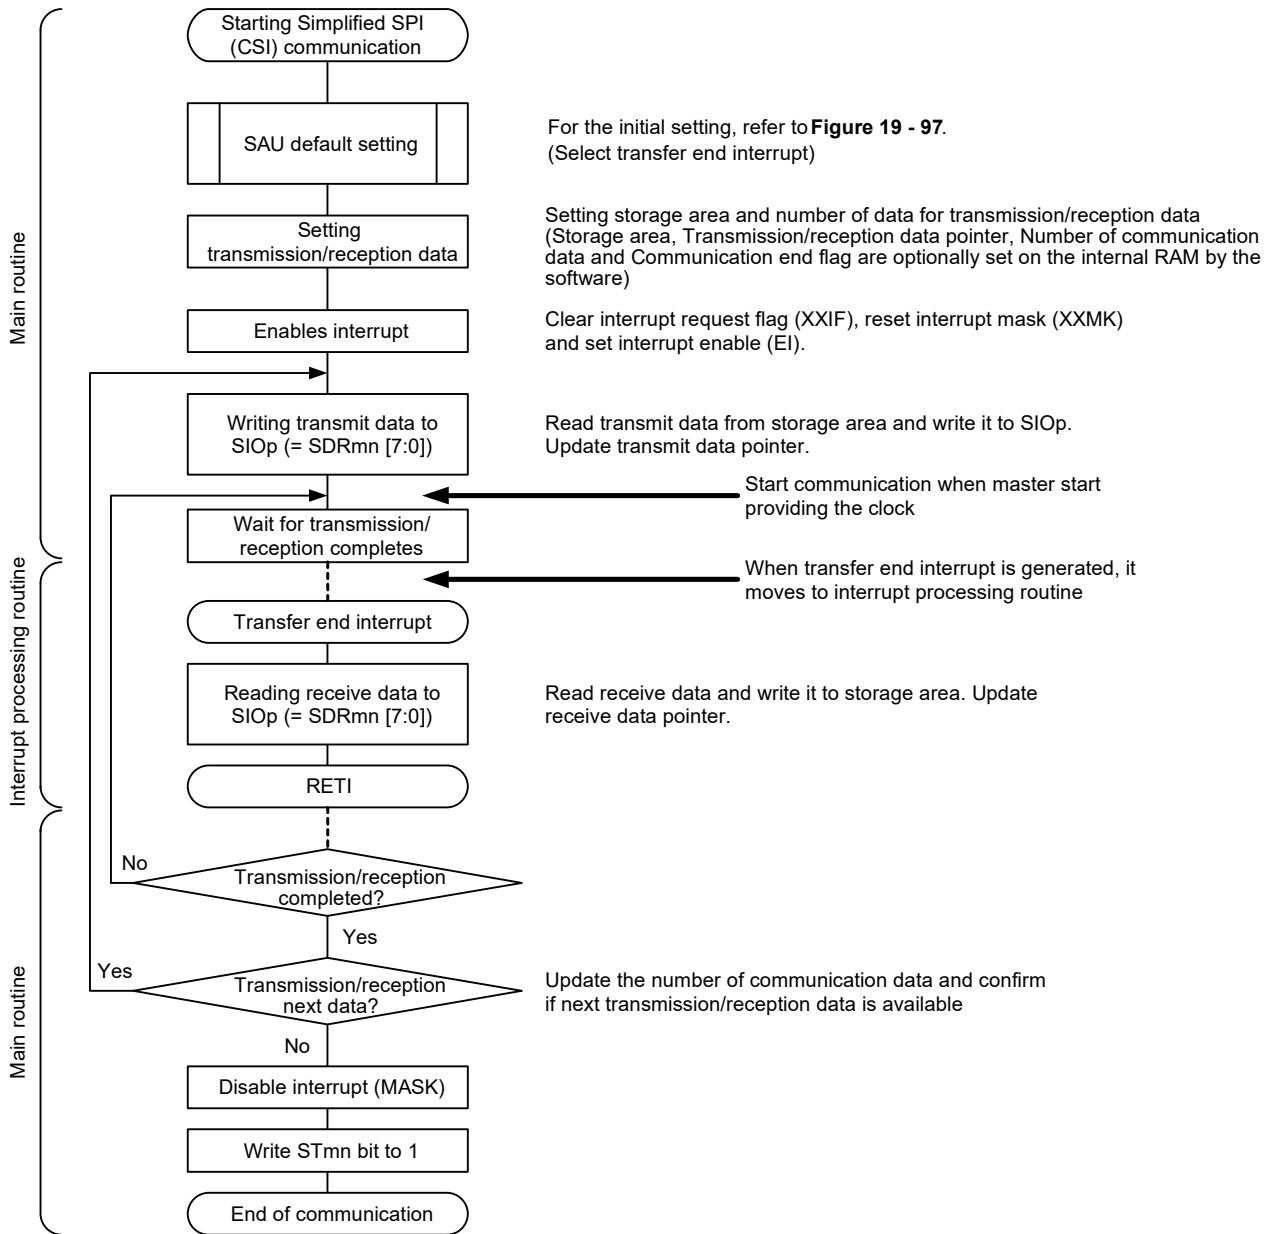 Starting Simplified SPI
(CSI) communication
SAU default setting
For the initial setting, refer to Figure 19 - 97.
(Select transfer end interrupt)
Setting
transmission/reception data
Setting storage area and number of data for transmission/reception data
(Storage area, Transmission/reception data pointer, Number of communication
data and Communication end flag are optionally set on the internal RAM by the
software)
Main routine
Enables interrupt
Clear interrupt request flag (XXIF), reset interrupt mask (XXMK)
and set interrupt enable (EI).
Writing transmit data to
SIOp (= SDRmn [7:0])
Read transmit data from storage area and write it to SIOp.
Update transmit data pointer.
Start communication when master start
providing the clock
Wait for transmission/
reception completes
When transfer end interrupt is generated, it
moves to interrupt processing routine
Interrupt processing routine
Transfer end interrupt
Reading receive data to
SIOp (= SDRmn [7:0])
Read receive data and write it to storage area. Update
receive data pointer.
RETI
No
Transmission/reception
completed?
Yes
Main routine
Yes
Transmission/reception
next data?
Update the number of communication data and confirm
if next transmission/reception data is available
No
Disable interrupt (MASK)
Write STmn bit to 1
End of communication